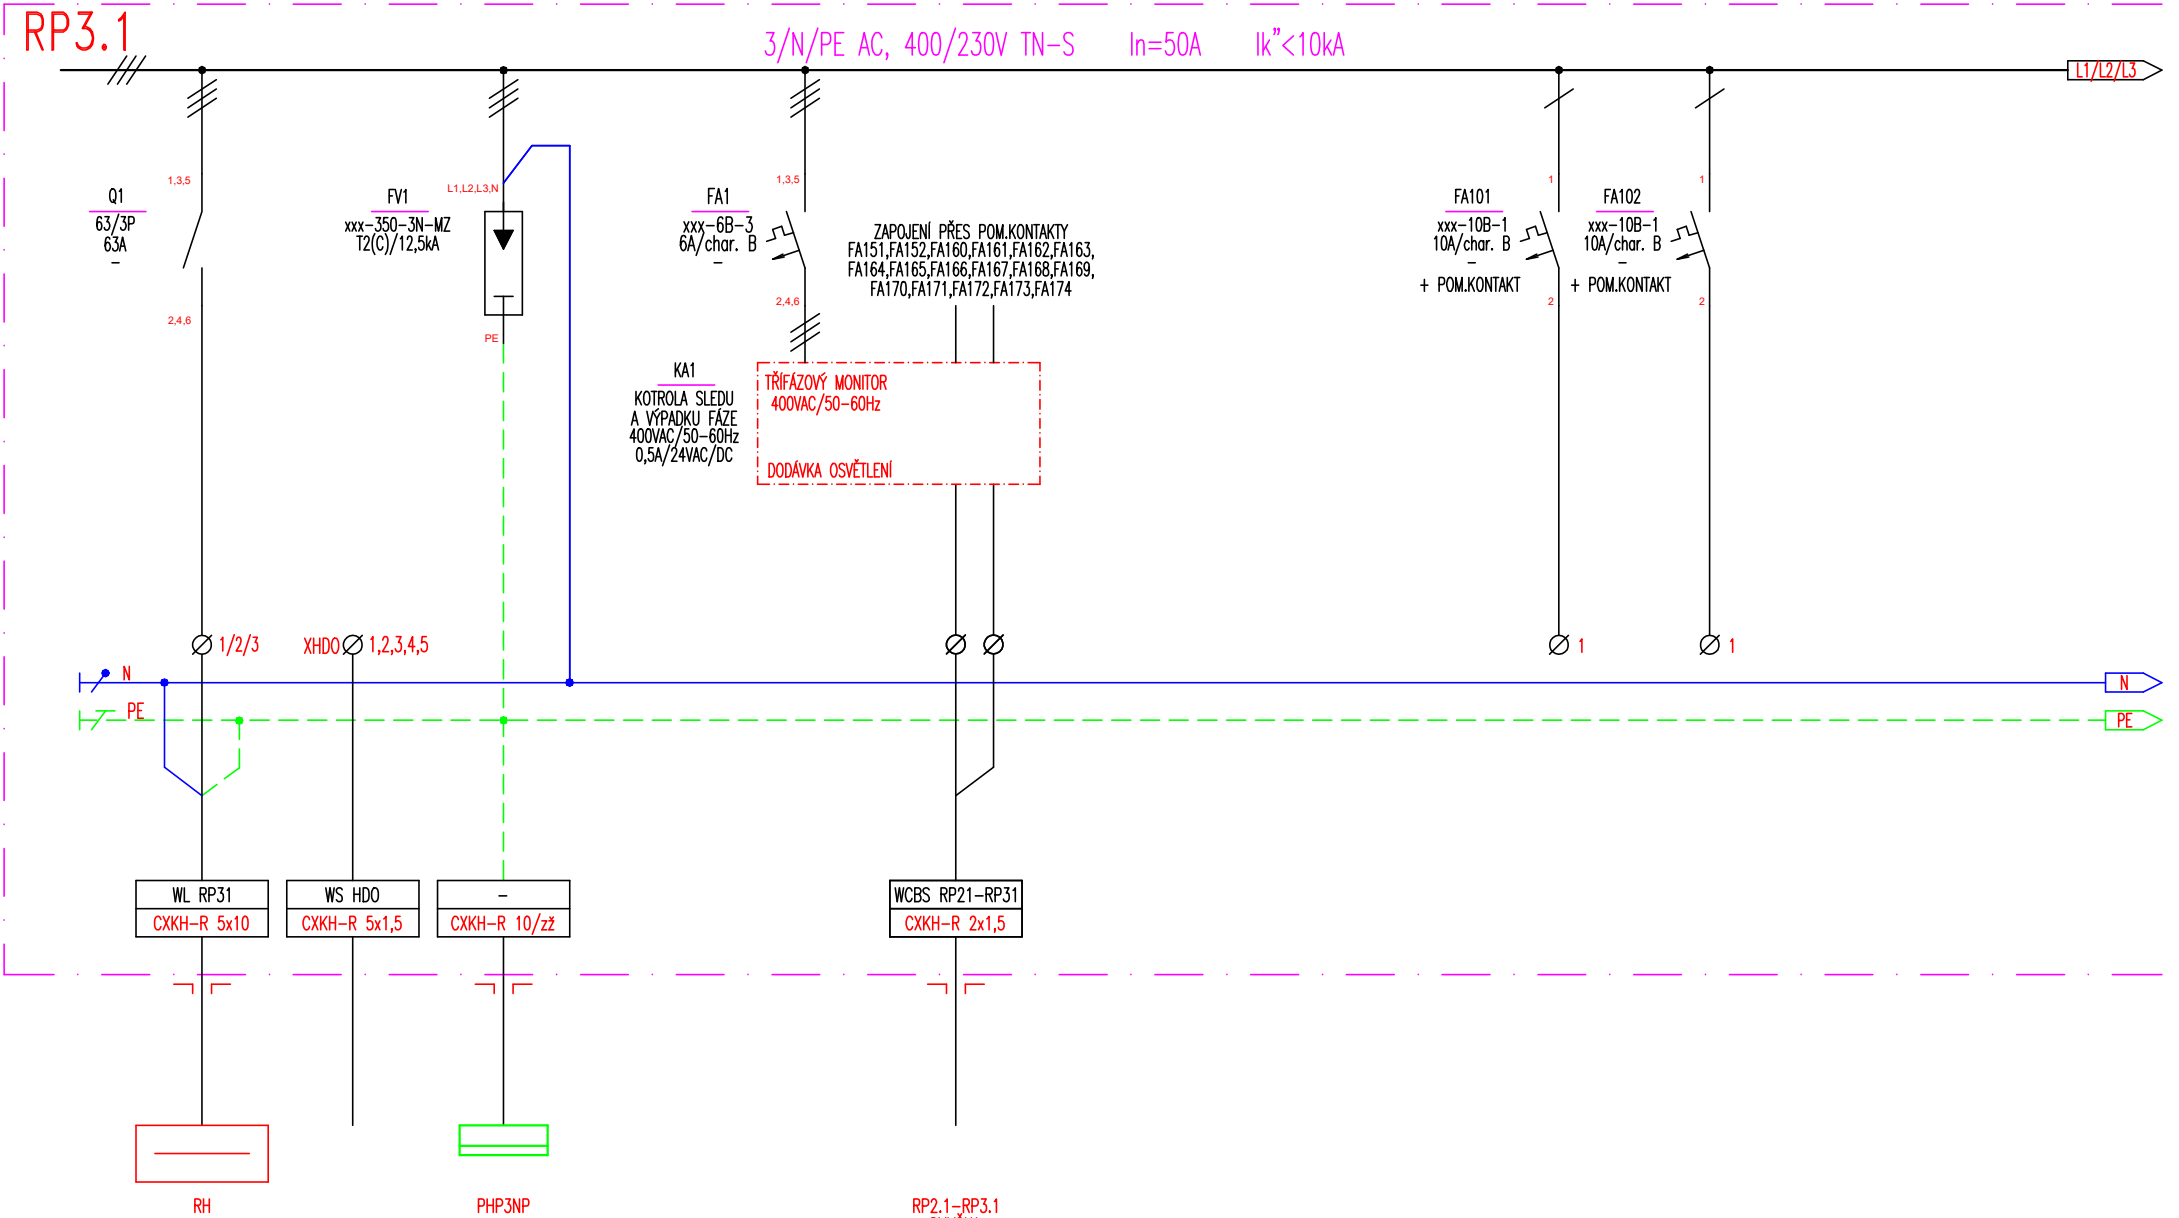 RP3.1
3/N/PE AC, 400/230V TN-S In=50A Ik"<10kA
L1/L2/L3
Q1
63/3P
63A
-
1,3,5
2,4,6
FV1
xxx-350-3N-MZ
T2(C)/12,5kA
L1,L2,L3,N
PE
FA1
xxx-6B-3
6A/char. B
-
1,3,5
2,4,6
ZAPOJENÍ PŘES POM.KONTAKTY
FA151,FA152,FA160,FA161,FA162,FA163,
FA164,FA165,FA166,FA167,FA168,FA169,
FA170,FA171,FA172,FA173,FA174
FA101
xxx-10B-1
10A/char. B
-
+ POM.KONTAKT
1
2
FA102
xxx-10B-1
10A/char. B
-
+ POM.KONTAKT
1
2
KA1
KOTROLA SLEDU
A VÝPADKU FÁZE
400VAC/50-60Hz
0,5A/24VAC/DC
TŘÍFÁZOVÝ MONITOR
400VAC/50-60Hz
DODÁVKA OSVĚTLENÍ
1/2/3
XHDO 1,2,3,4,5
1
1
N
N
PE
PE
WL RP31
CXKH-R 5x10
WS HDO
CXKH-R 5x1,5
-
CXKH-R 10/zž
WCBS RP21-RP31
CXKH-R 2x1,5
RH
PHP3NP
RP2.1-RP3.1